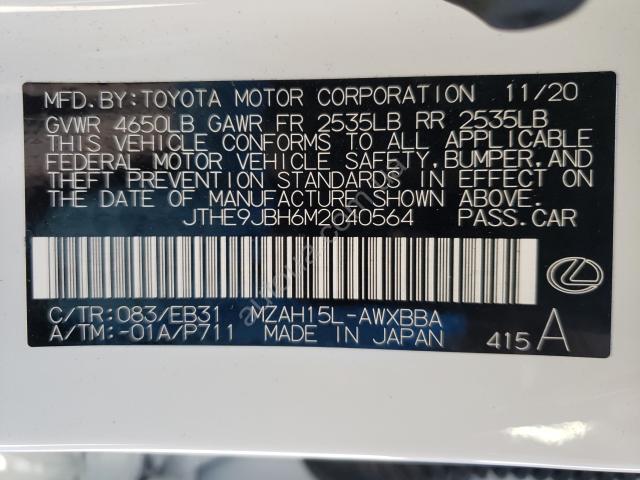 MFD.BY:TOYOTA MOTOR CORPORATION 11/20
GVWR 4650LB GAWR FR 2535LB RR 2535LB
THIS VEHICLE CONFORMS TO ALL APPLICABLE
FEDERAL MOTOR VEHICLE SAFETY,BUMPER,AND
THEFT PREVENTION STANDARDS IN EFFECT ON
THE DATE OF MANUFACTURE SHOWN ABOVE.
JTHE9JBH6M2040564 PASS.CAR
C/TR:083/EB31 MZAH15L-AWXBBA
A/TM:-01A/P711 MADE IN JAPAN 415A